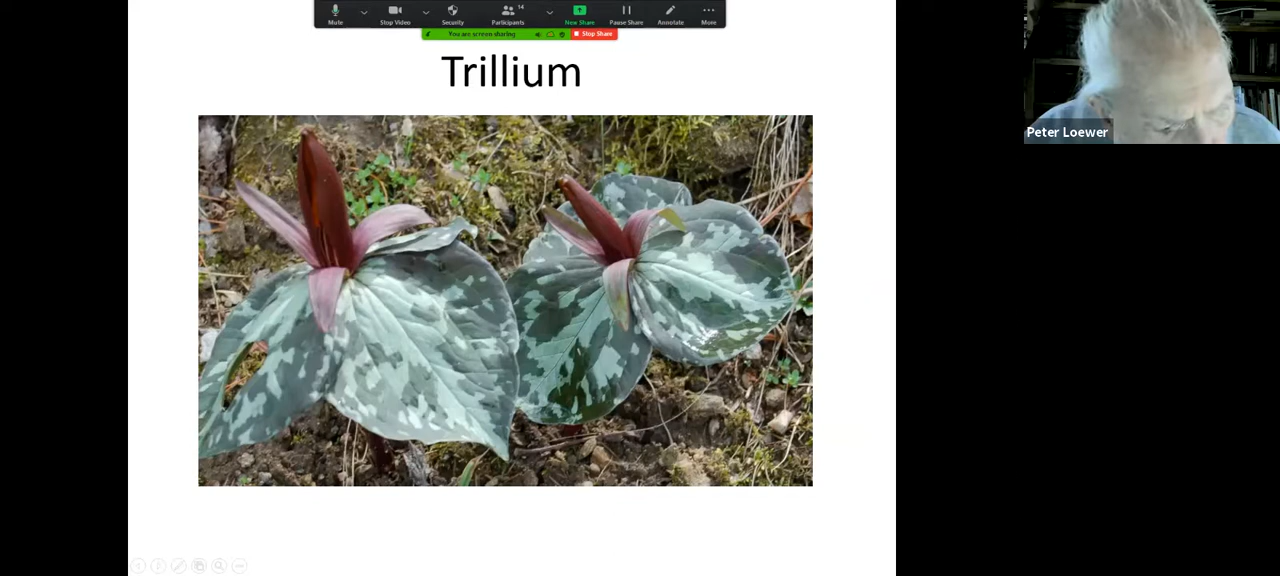 14
Mute Stop Video Security Participants New Share Pause Share Annotate More
You are screen sharing Stop Share
Trillium
Peter Loewer